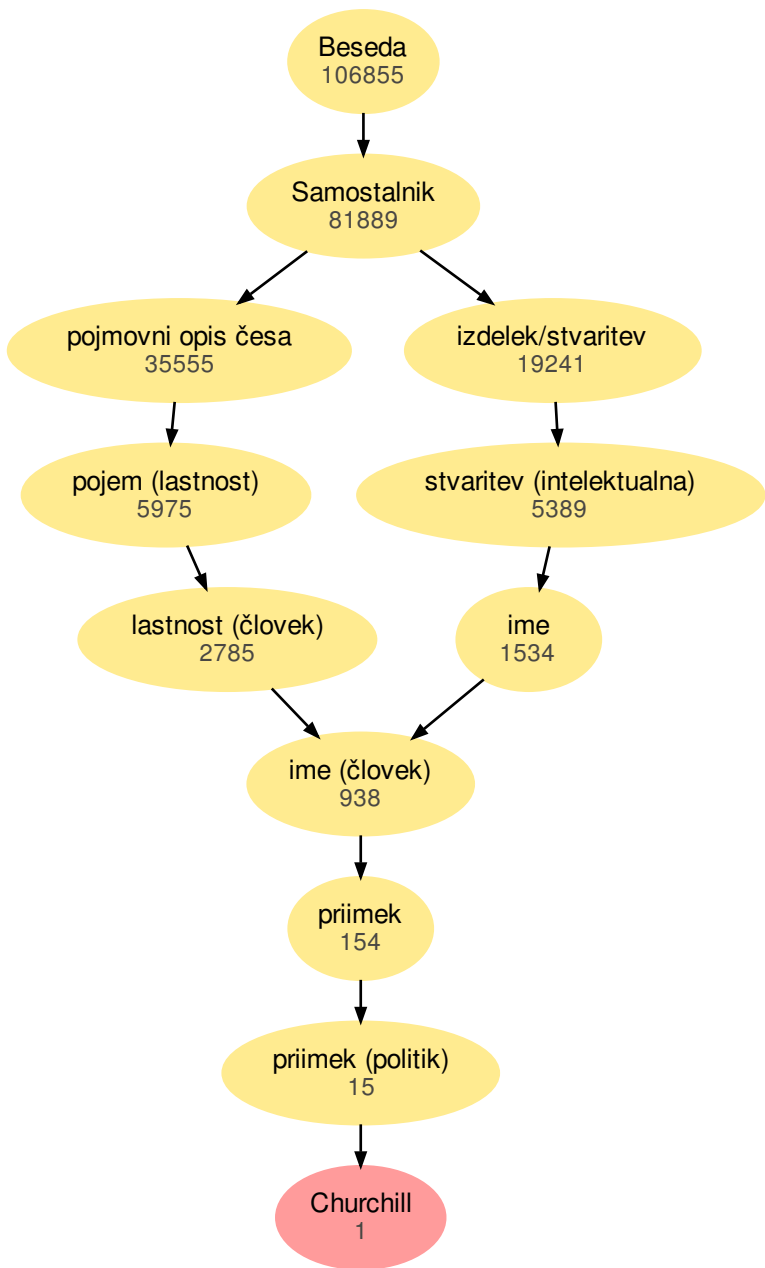 Beseda
106855
Samostalnik
81889
pojmovni opis česa
35555
izdelek/stvaritev
19241
pojem (lastnost)
5975
stvaritev (intelektualna)
5389
lastnost (človek)
2785
ime
1534
ime (človek)
938
priimek
154
priimek (politik)
15
Churchill
1